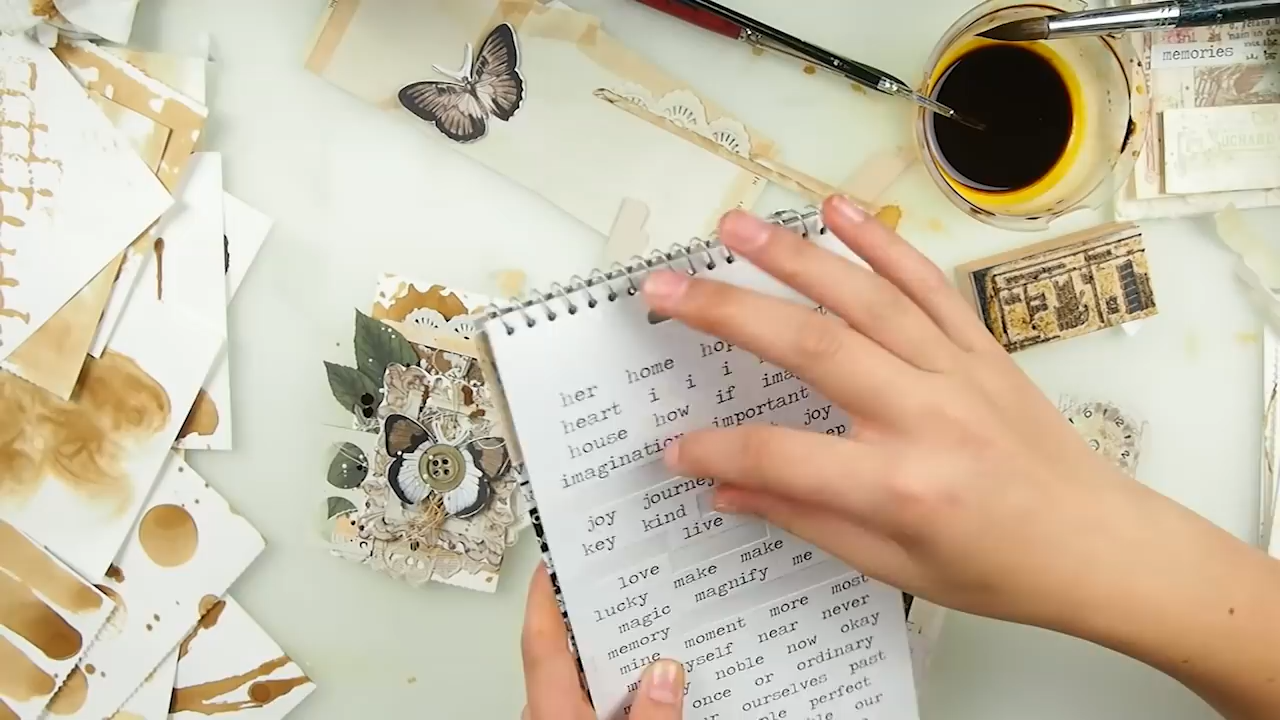 memories
her home
heart i i i
house how if
imagination important
joy
joy journey
key kind
live
love make make
lucky magnify me
magic
memory moment more most
mine near never
noble now okay
once or ordinary
ourselves past
perfect
our